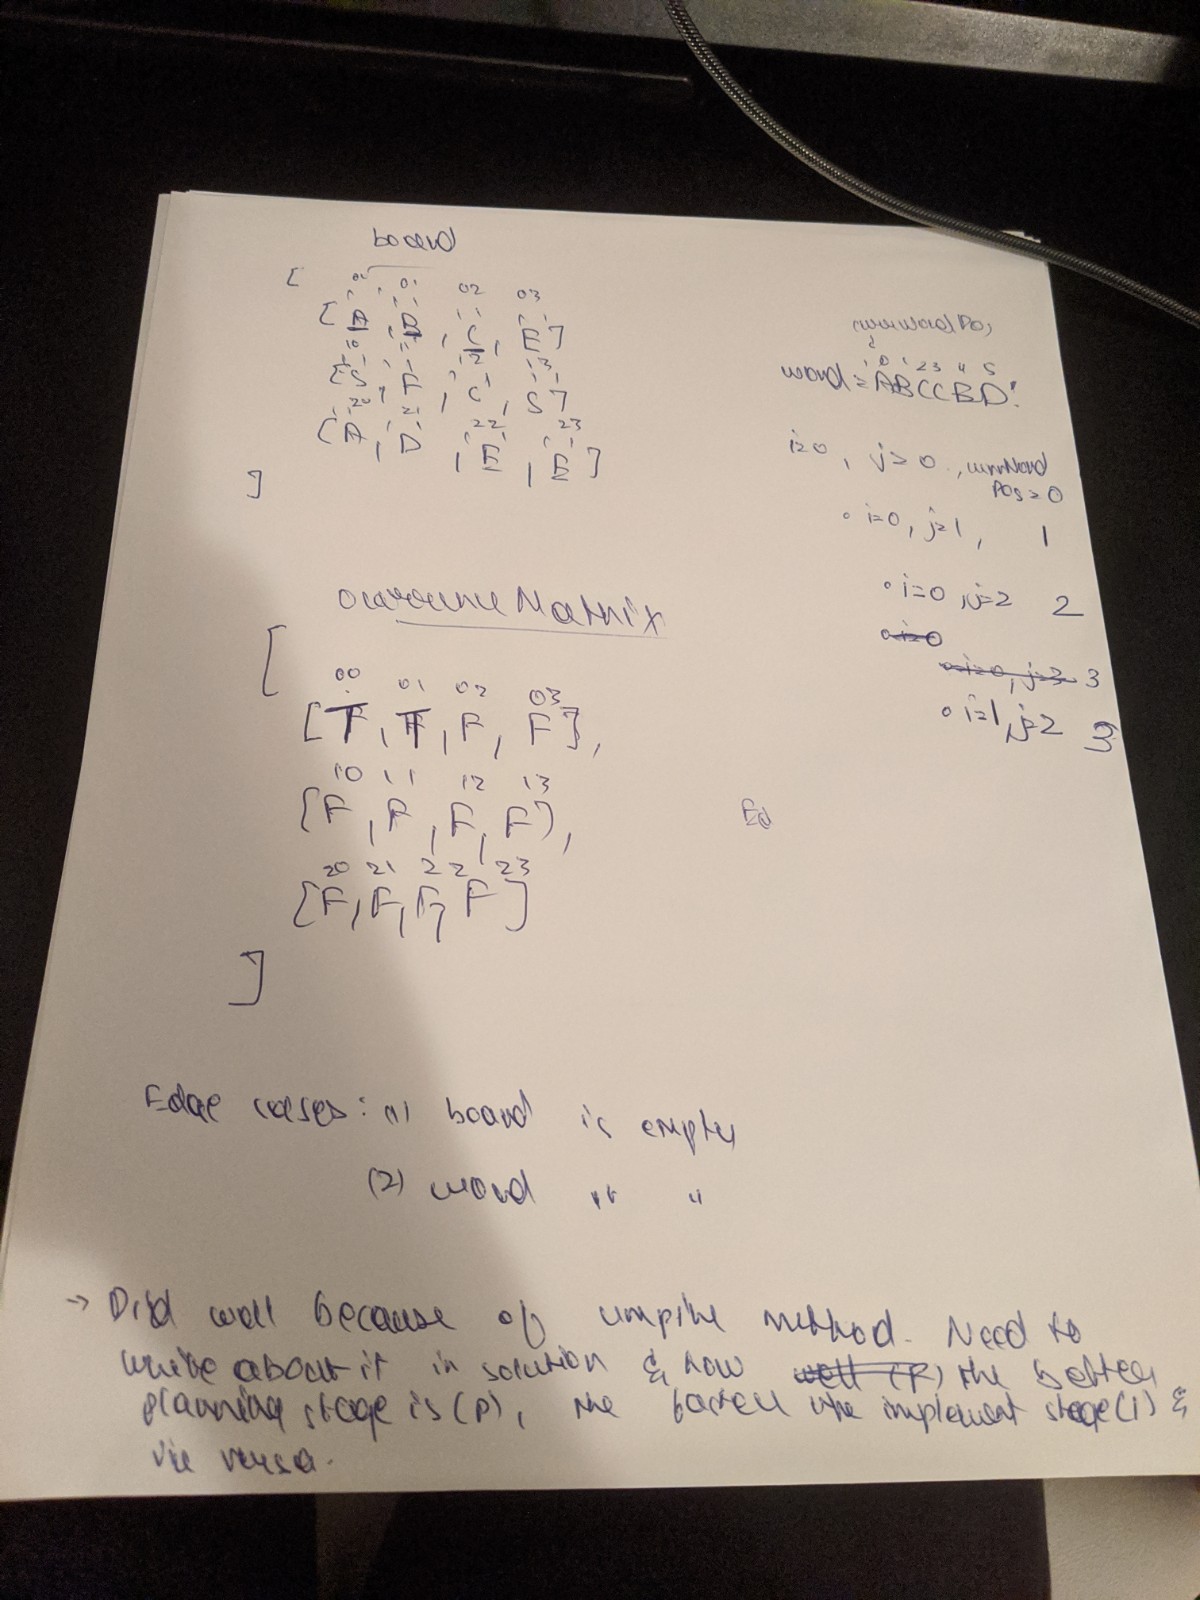 board
[
00 01 02 03
['A', 'B', 'C', 'E']
10 11 12 13
['S', 'F', 'C', 'S']
20 21 22 23
['A', 'D', 'E', 'E']
]
currWordPos
0 1 2 3 4 5
word = 'ABCCBD'
i=0, j=0, currWord
Pos=0
i=0, j=1, 1
i=0, j=2 2
i=0
i=0, j=3 3
i=1, j=2 3
Matrix
[
00 01 02 03
[T, T, F, F],
10 11 12 13
[F, F, F, F],
20 21 22 23
[F, F, F, F]
]
Ed
Edge cases: (1) board is empty
(2) word " "
→ Did well because of umpire method. Need to
write about it in solution & how well (P) the better
planning stage is (P), the faster the implement stage (i) &
vice versa.